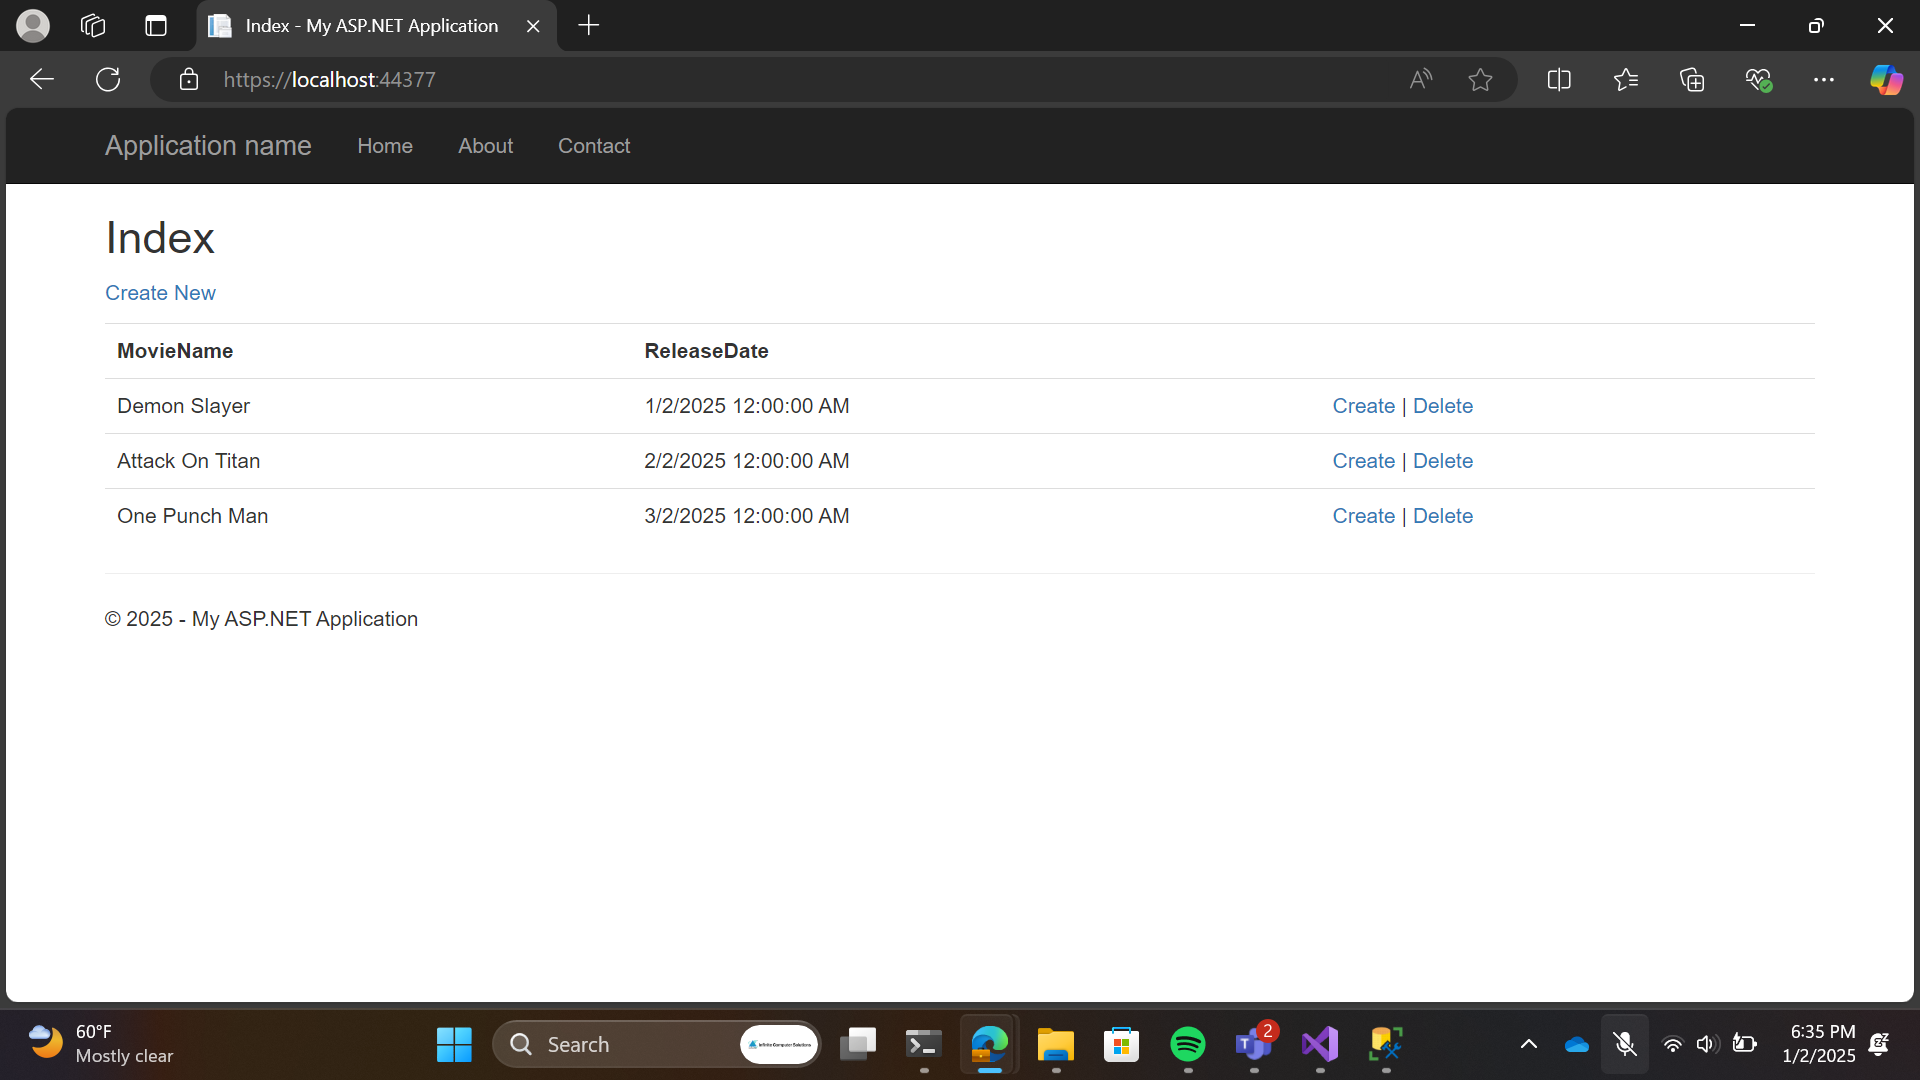 Index - My ASP.NET Application
https://localhost:44377
Application name Home About Contact
Index
Create New
MovieName ReleaseDate
Demon Slayer 1/2/2025 12:00:00 AM Create | Delete
Attack On Titan 2/2/2025 12:00:00 AM Create | Delete
One Punch Man 3/2/2025 12:00:00 AM Create | Delete
© 2025 - My ASP.NET Application
60°F
Mostly clear
Search
Infinite Computer Solutions
2
6:35 PM
1/2/2025